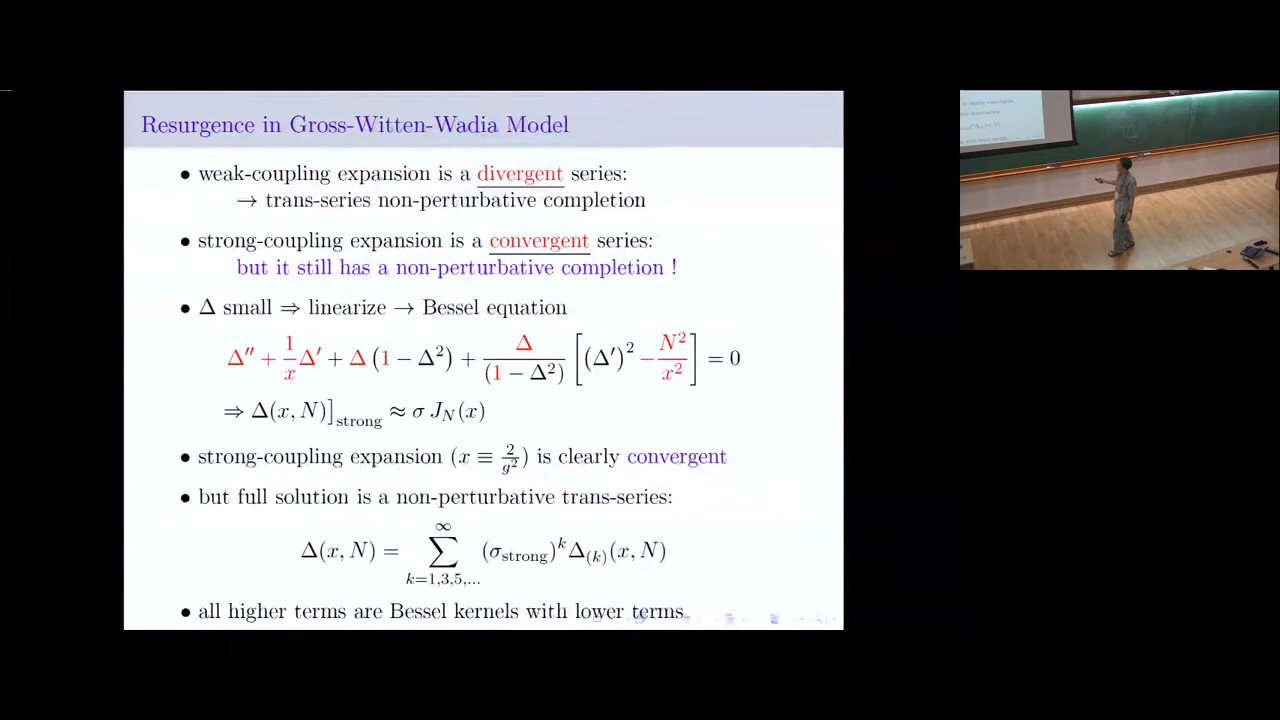 Resurgence in Gross-Witten-Wadia Model
• weak-coupling expansion is a divergent series:
→ trans-series non-perturbative completion
• strong-coupling expansion is a convergent series:
but it still has a non-perturbative completion !
• Δ small ⇒ linearize → Bessel equation
Δ′′ + 1/x Δ′ + Δ (1 − Δ²) + Δ/(1 − Δ²) [(Δ′)² − N²/x²] = 0
⇒ Δ(x, N)]strong ≈ σ J_N(x)
• strong-coupling expansion (x ≡ 2/g²) is clearly convergent
• but full solution is a non-perturbative trans-series:
Δ(x, N) = ∑_{k=1,3,5,...}^{∞} (σ_strong)^k Δ_(k)(x, N)
• all higher terms are Bessel kernels with lower terms